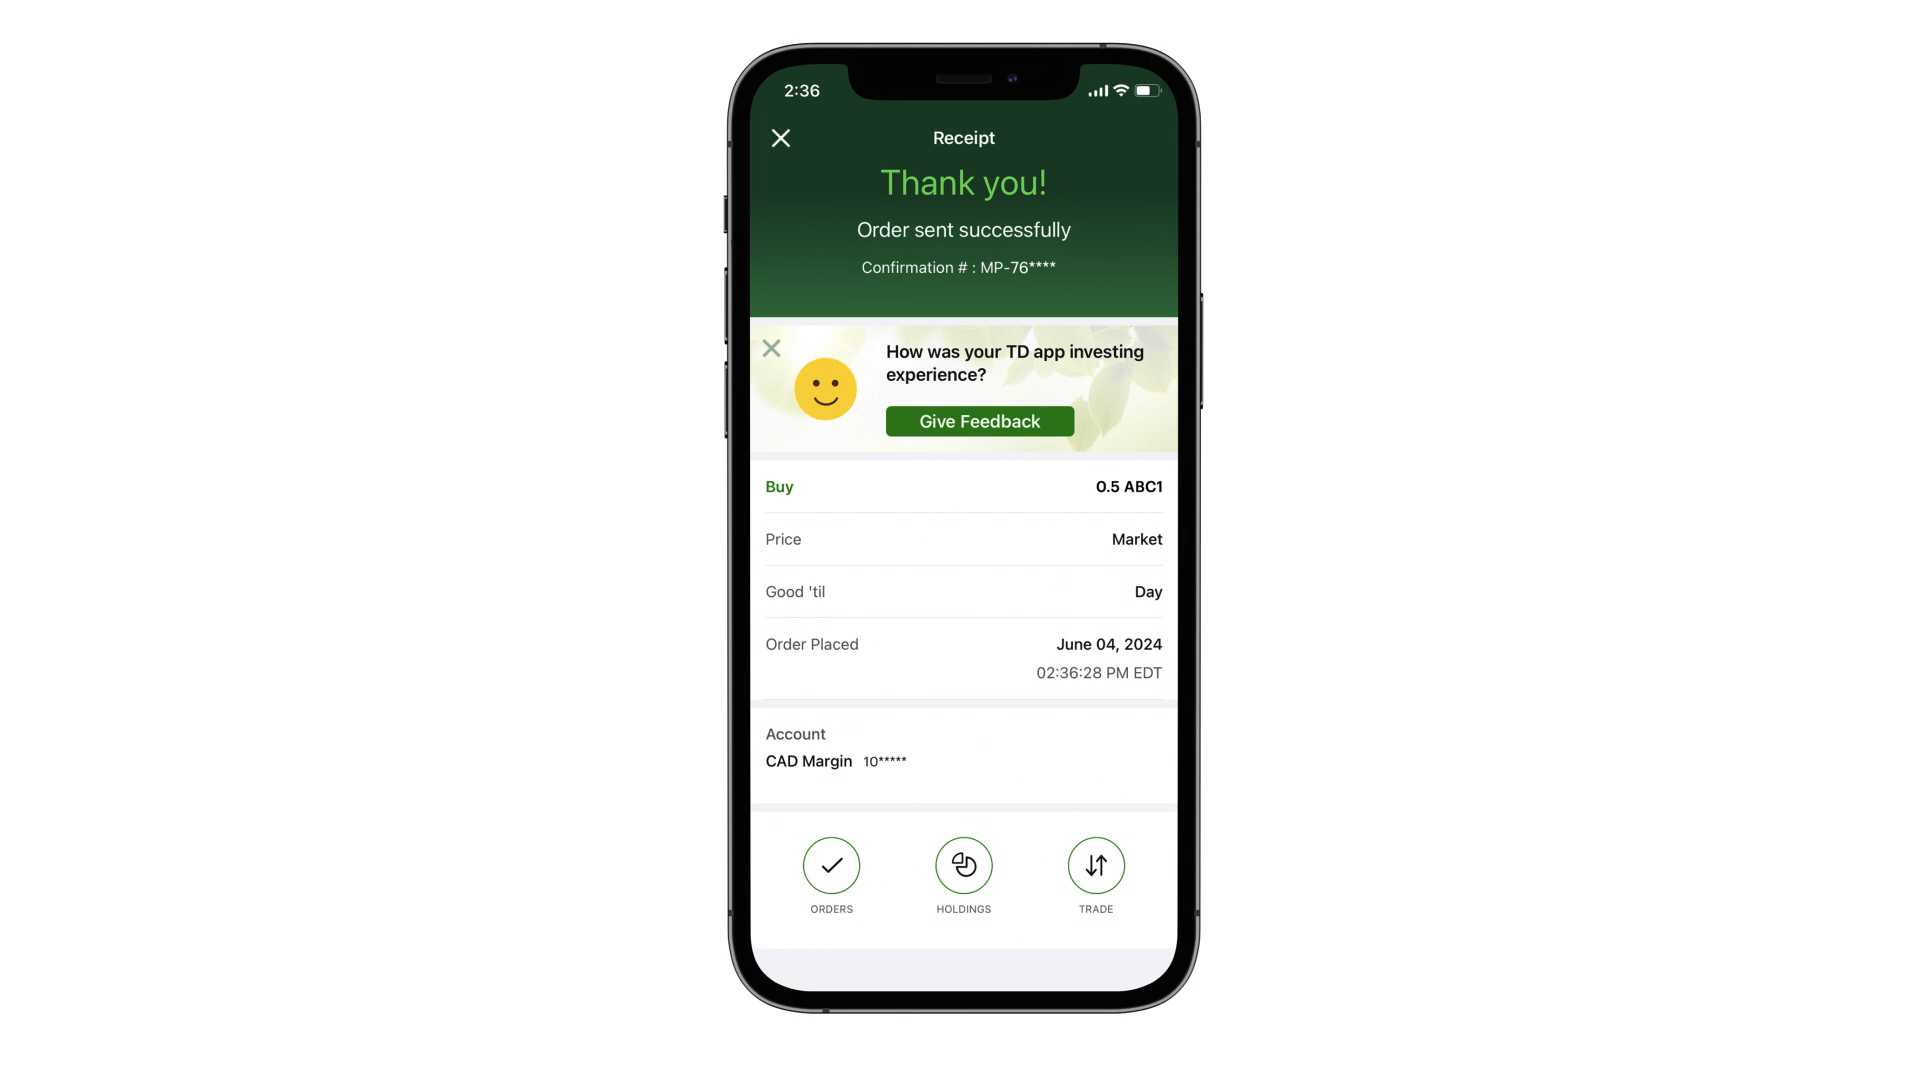 2:36
Receipt
Thank you!
Order sent successfully
Confirmation # : MP-76****
How was your TD app investing
experience?
Give Feedback
Buy 0.5 ABC1
Price Market
Good 'til Day
Order Placed June 04, 2024
02:36:28 PM EDT
Account
CAD Margin 10*****
ORDERS HOLDINGS TRADE